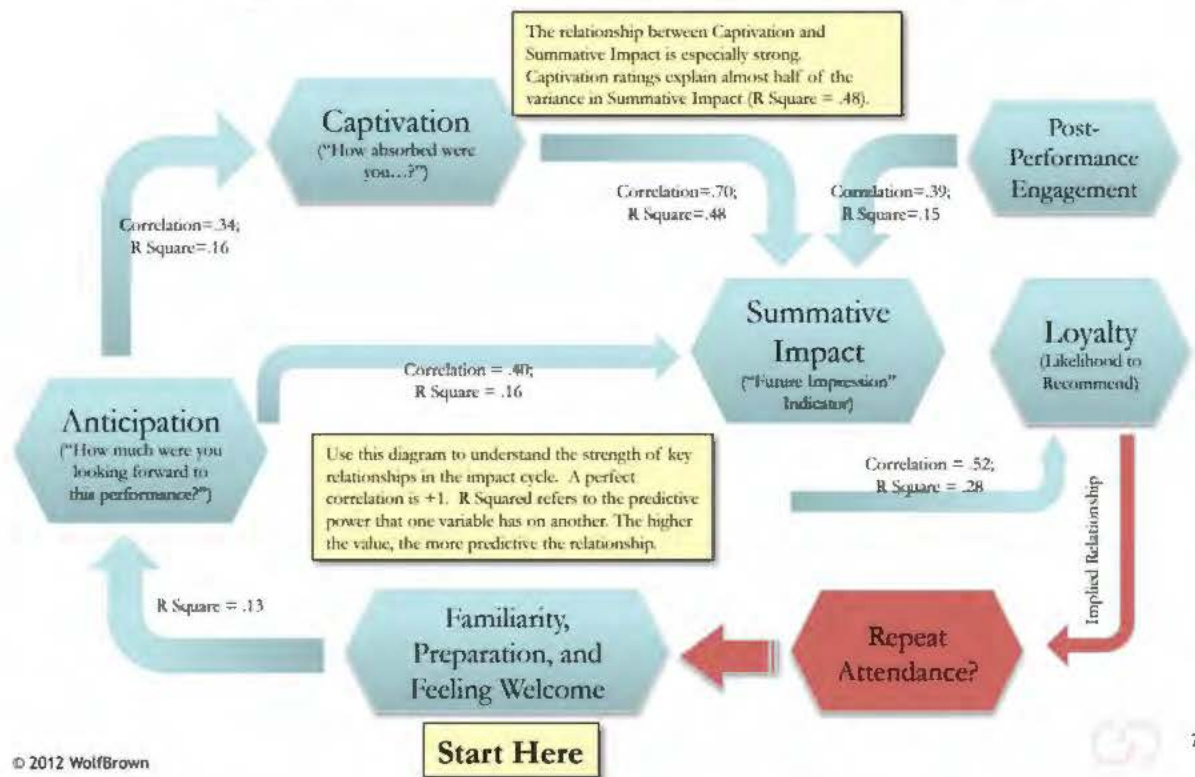 The relationship between Captivation and
Summative Impact is especially strong.
Captivation ratings explain almost half of the
variance in Summative Impact (R Square = .48).
Captivation
("How absorbed were
you...?")
Post-
Performance
Engagement
Correlation=.34;
R Square=.16
Correlation=.70;
R Square=.48
Correlation=.39;
R Square=.15
Summative
Impact
("Future Impression"
Indicator)
Loyalty
(Likelihood to
Recommend)
Correlation = .40;
R Square = .16
Anticipation
("How much were you
looking forward to
this performance?")
Use this diagram to understand the strength of key
relationships in the impact cycle. A perfect
correlation is +1. R Squared refers to the predictive
power that one variable has on another. The higher
the value, the more predictive the relationship.
Correlation = .52;
R Square = .28
Implied Relationship
R Square = .13
Familiarity,
Preparation, and
Feeling Welcome
Repeat
Attendance?
Start Here
© 2012 WolfBrown